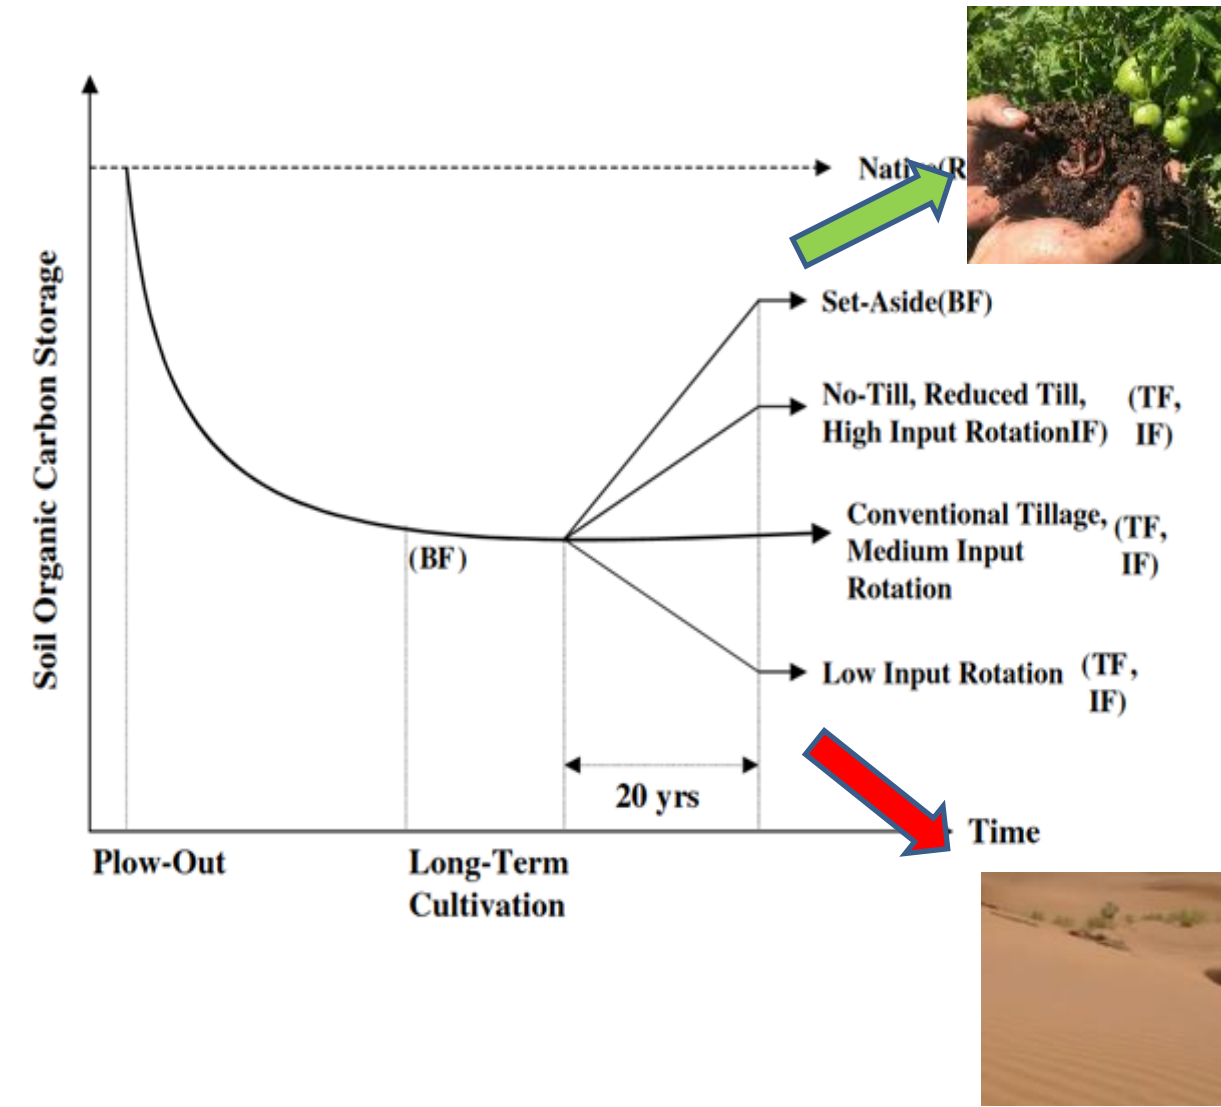 Soil Organic Carbon Storage
Set-Aside(BF)
No-Till, Reduced Till, (TF,
High Input RotationIF) IF)
Conventional Tillage, (TF,
Medium Input IF)
Rotation
(BF)
Low Input Rotation (TF,
IF)
20 yrs
Time
Plow-Out
Long-Term
Cultivation